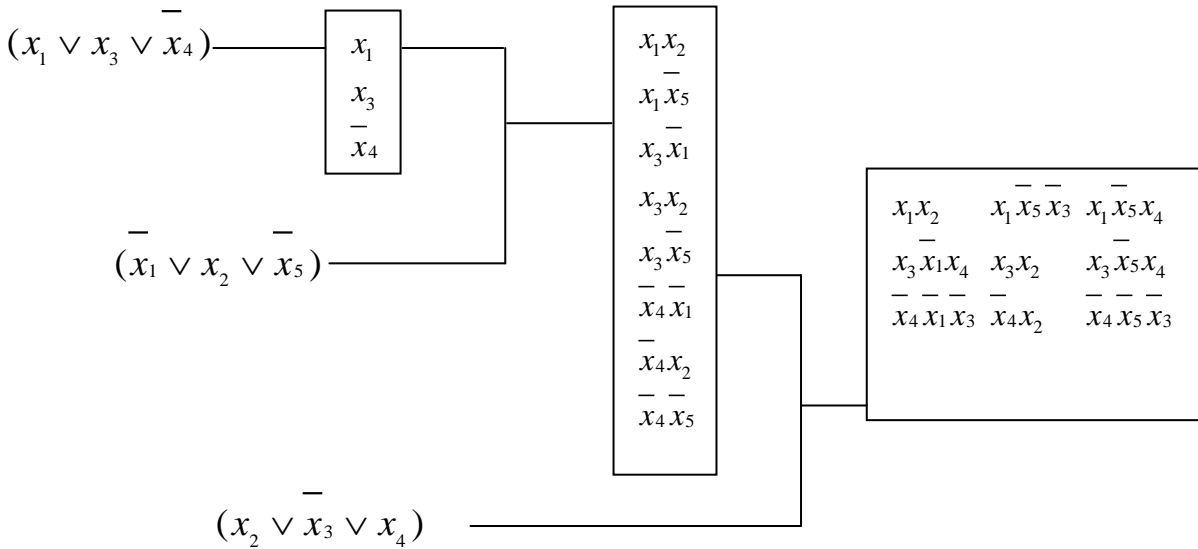 (x₁ ∨ x₃ ∨ x̅₄)
x₁
x₃
x̅₄
(x̅₁ ∨ x₂ ∨ x̅₅)
x₁x₂
x₁x̅₅
x₃x̅₁
x₃x₂
x₃x̅₅
x̅₄x̅₁
x̅₄x₂
x̅₄x̅₅
(x₂ ∨ x̅₃ ∨ x₄)
x₁x₂ x₁x̅₅x̅₃ x₁x̅₅x₄
x₃x̅₁x₄ x₃x₂ x₃x̅₅x₄
x̅₄x̅₁x̅₃ x̅₄x₂ x̅₄x̅₅x̅₃